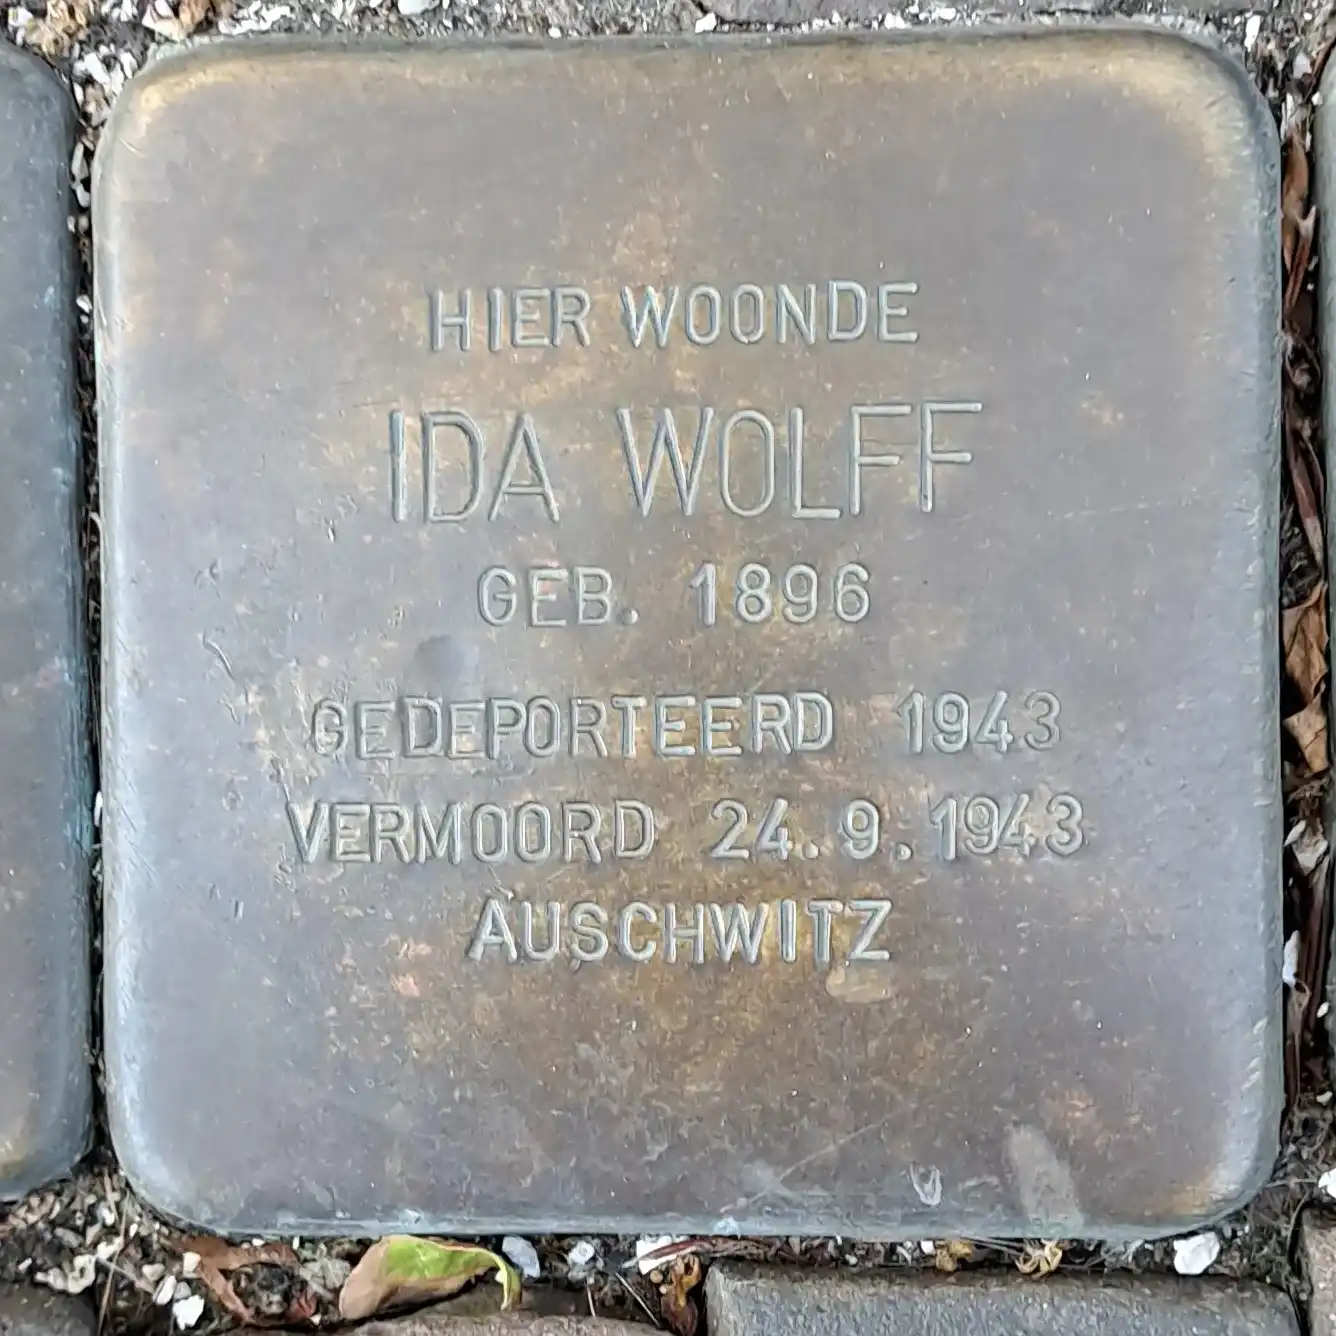 HIER WOONDE
IDA WOLFF
GEB. 1896
GEDEPORTEERD 1943
VERMOORD 24.9.1943
AUSCHWITZ